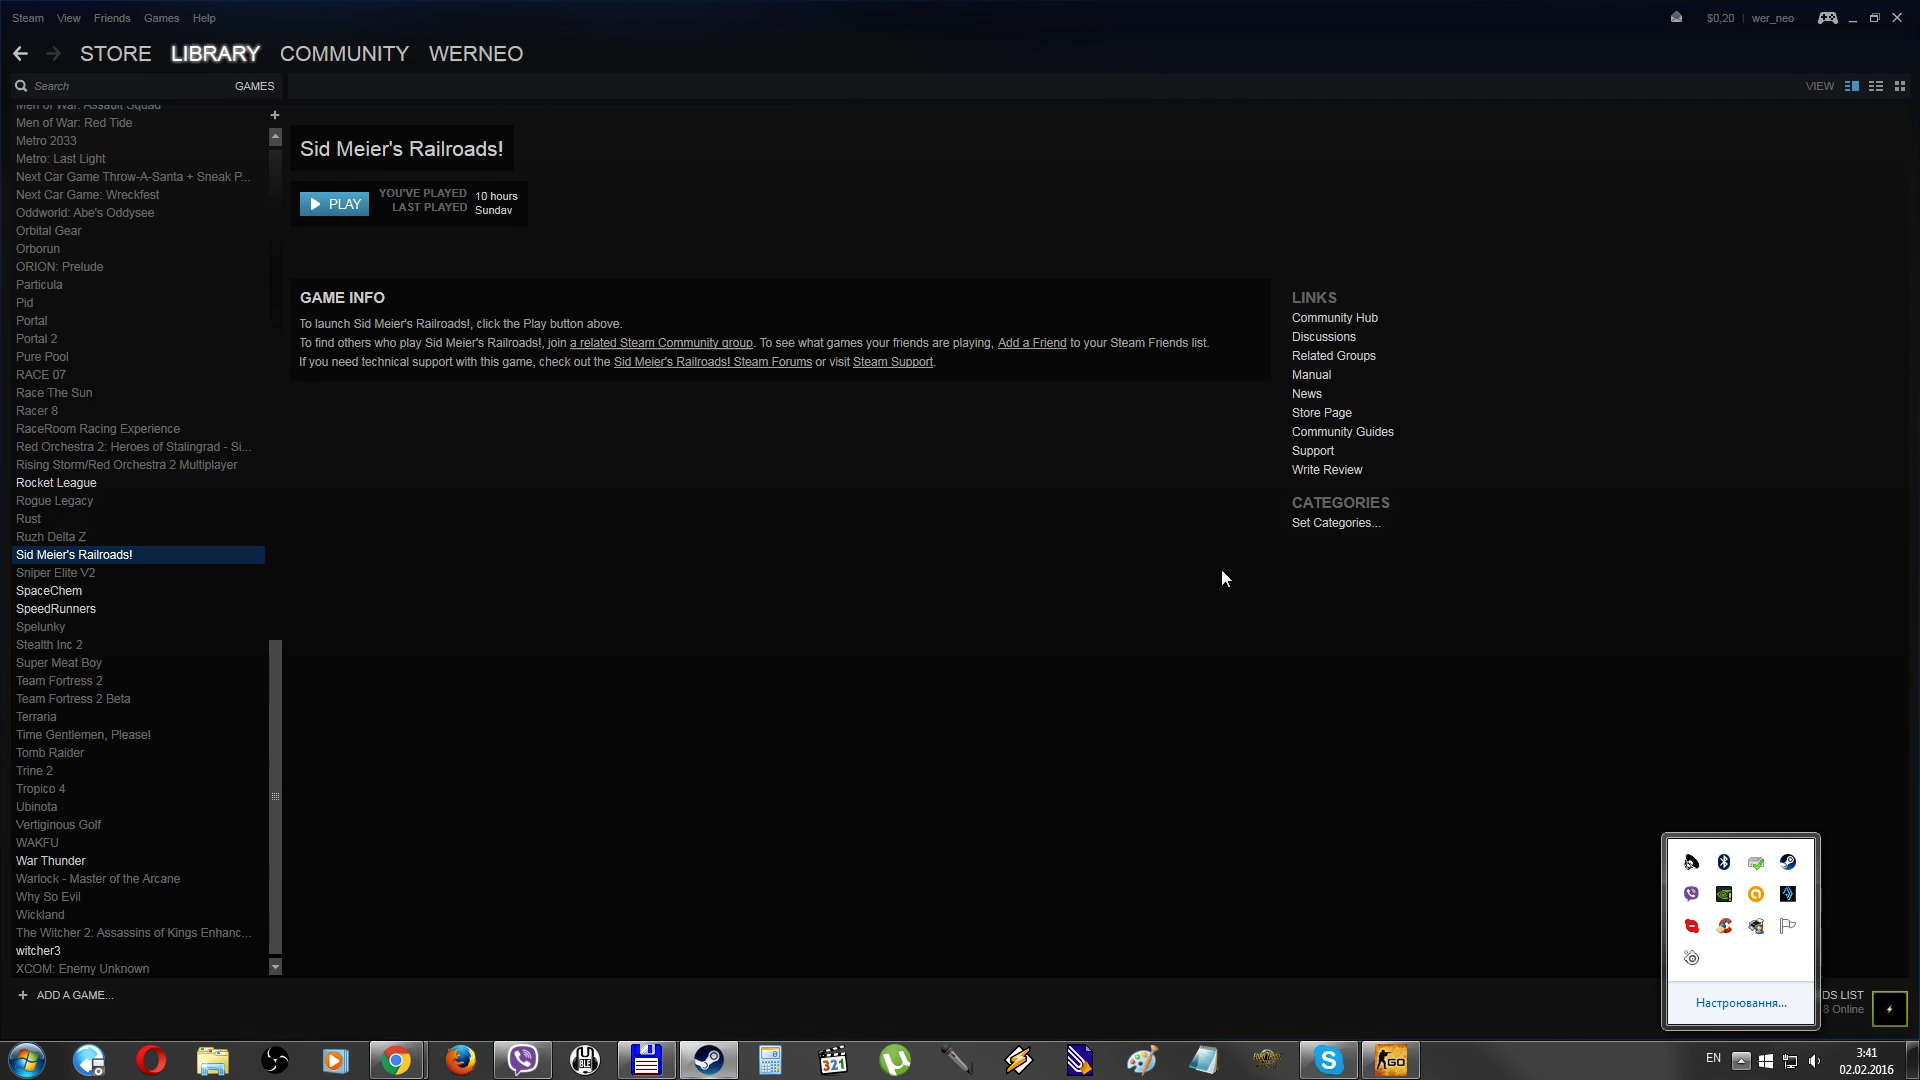 Steam View Friends Games Help
$0,20 | wer_neo
STORE LIBRARY COMMUNITY WERNEO
Search GAMES
VIEW
Men of War: Assault Squad
Men of War: Red Tide
Metro 2033
Metro: Last Light
Next Car Game Throw-A-Santa + Sneak P...
Next Car Game: Wreckfest
Oddworld: Abe's Oddysee
Orbital Gear
Orborun
ORION: Prelude
Particula
Pid
Portal
Portal 2
Pure Pool
RACE 07
Race The Sun
Racer 8
RaceRoom Racing Experience
Red Orchestra 2: Heroes of Stalingrad - Si...
Rising Storm/Red Orchestra 2 Multiplayer
Rocket League
Rogue Legacy
Rust
Ruzh Delta Z
Sid Meier's Railroads!
Sniper Elite V2
SpaceChem
SpeedRunners
Spelunky
Stealth Inc 2
Super Meat Boy
Team Fortress 2
Team Fortress 2 Beta
Terraria
Time Gentlemen, Please!
Tomb Raider
Trine 2
Tropico 4
Ubinota
Vertiginous Golf
WAKFU
War Thunder
Warlock - Master of the Arcane
Why So Evil
Wickland
The Witcher 2: Assassins of Kings Enhanc...
witcher3
XCOM: Enemy Unknown
+ ADD A GAME...
Sid Meier's Railroads!
PLAY
YOU'VE PLAYED 10 hours
LAST PLAYED Sunday
GAME INFO
To launch Sid Meier's Railroads!, click the Play button above.
To find others who play Sid Meier's Railroads!, join a related Steam Community group. To see what games your friends are playing, Add a Friend to your Steam Friends list.
If you need technical support with this game, check out the Sid Meier's Railroads! Steam Forums or visit Steam Support.
LINKS
Community Hub
Discussions
Related Groups
Manual
News
Store Page
Community Guides
Support
Write Review
CATEGORIES
Set Categories...
Настроювання...
DS LIST
8 Online
321
GO
EN
3:41
02.02.2016